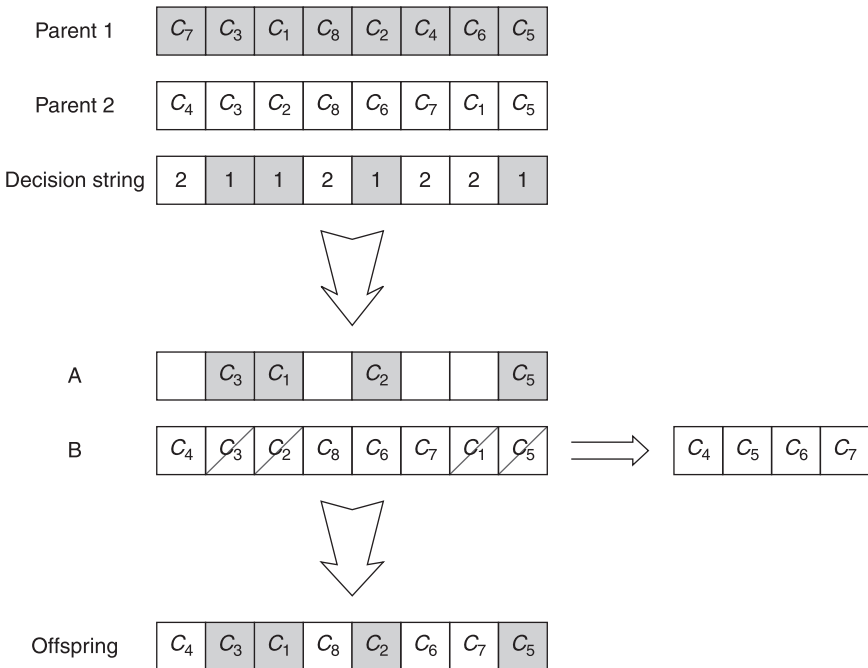 Parent 1 C7 C3 C1 C8 C2 C4 C6 C5
Parent 2 C4 C3 C2 C8 C6 C7 C1 C5
Decision string 2 1 1 2 1 2 2 1
A C3 C1 C2 C5
B C4 C3 C2 C8 C6 C7 C1 C5 C4 C5 C6 C7
Offspring C4 C3 C1 C8 C2 C6 C7 C5